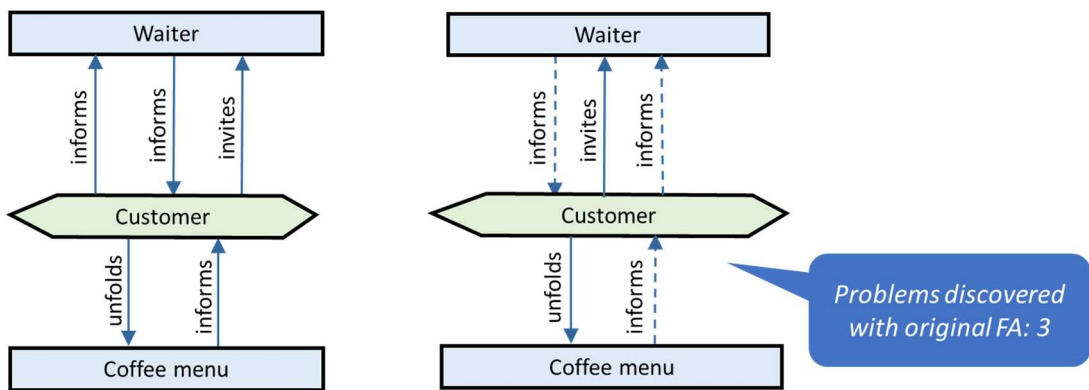 Waiter
informs
informs
invites
Customer
unfolds
informs
Coffee menu
Waiter
informs
invites
informs
Customer
unfolds
informs
Coffee menu
Problems discovered
with original FA: 3